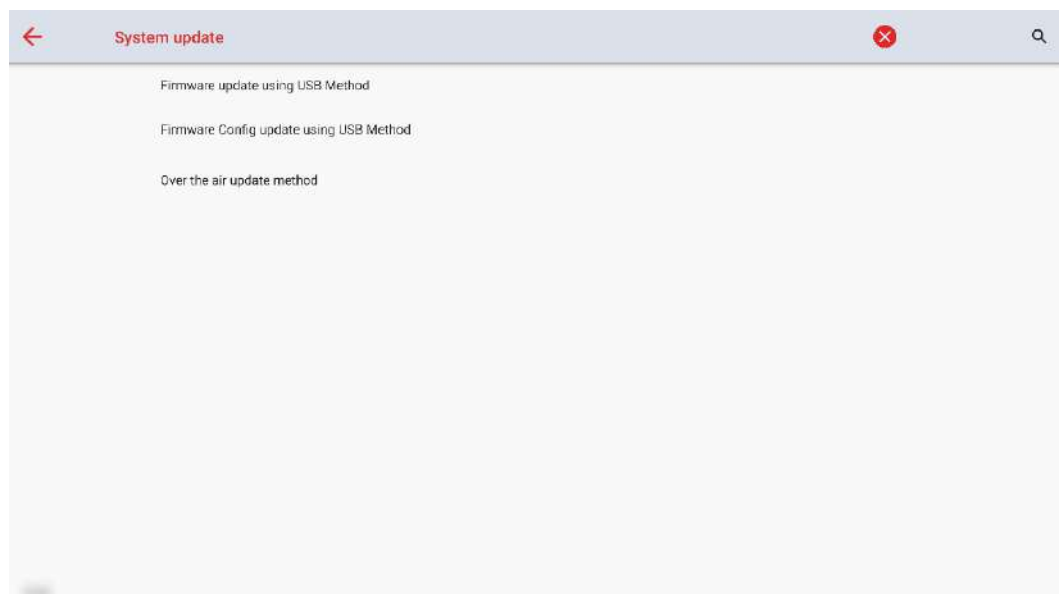 System update
Firmware update using USB Method
Firmware Config update using USB Method
Over the air update method